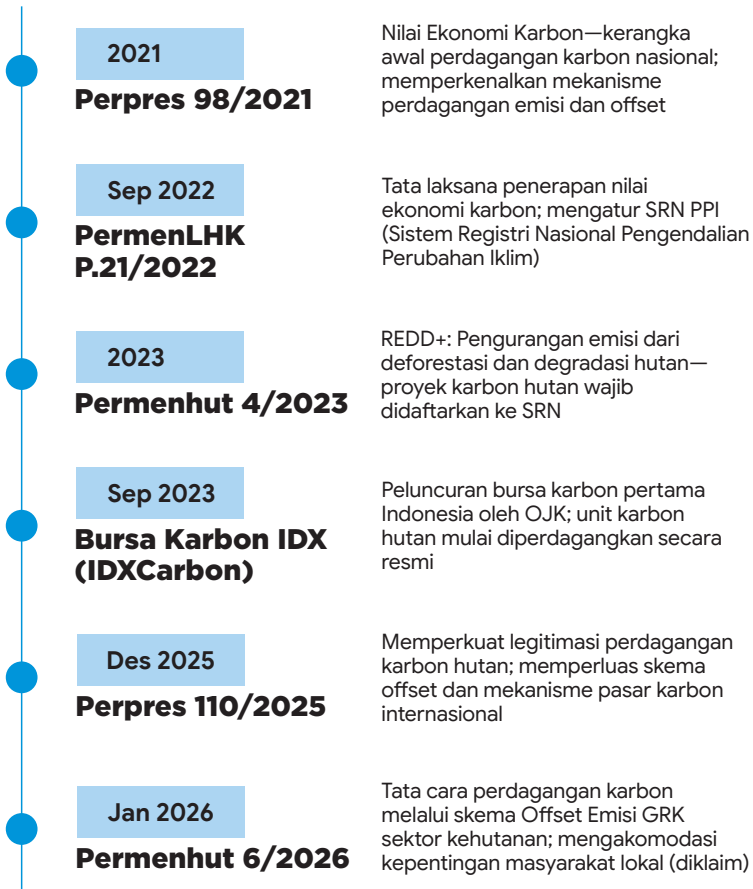 2021
Perpres 98/2021
Nilai Ekonomi Karbon—kerangka
awal perdagangan karbon nasional;
memperkenalkan mekanisme
perdagangan emisi dan offset
Sep 2022
PermenLHK
P.21/2022
Tata laksana penerapan nilai
ekonomi karbon; mengatur SRN PPI
(Sistem Registri Nasional Pengendalian
Perubahan Iklim)
2023
Permenhut 4/2023
REDD+: Pengurangan emisi dari
deforestasi dan degradasi hutan—
proyek karbon hutan wajib
didaftarkan ke SRN
Sep 2023
Bursa Karbon IDX
(IDXCarbon)
Peluncuran bursa karbon pertama
Indonesia oleh OJK; unit karbon
hutan mulai diperdagangkan secara
resmi
Des 2025
Perpres 110/2025
Memperkuat legitimasi perdagangan
karbon hutan; memperluas skema
offset dan mekanisme pasar karbon
internasional
Jan 2026
Permenhut 6/2026
Tata cara perdagangan karbon
melalui skema Offset Emisi GRK
sektor kehutanan; mengakomodasi
kepentingan masyarakat lokal (diklaim)